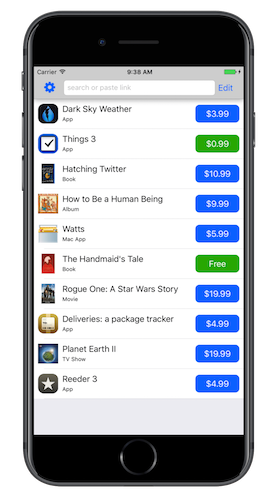 Carrier 9:38 AM
search or paste link Edit
Dark Sky Weather
App
$3.99
Things 3
App
$0.99
Hatching Twitter
Book
$10.99
How to Be a Human Being
Album
$9.99
Watts
Mac App
$5.99
The Handmaid's Tale
Book
Free
Rogue One: A Star Wars Story
Movie
$19.99
Deliveries: a package tracker
App
$4.99
Planet Earth II
TV Show
$19.99
Reeder 3
App
$4.99